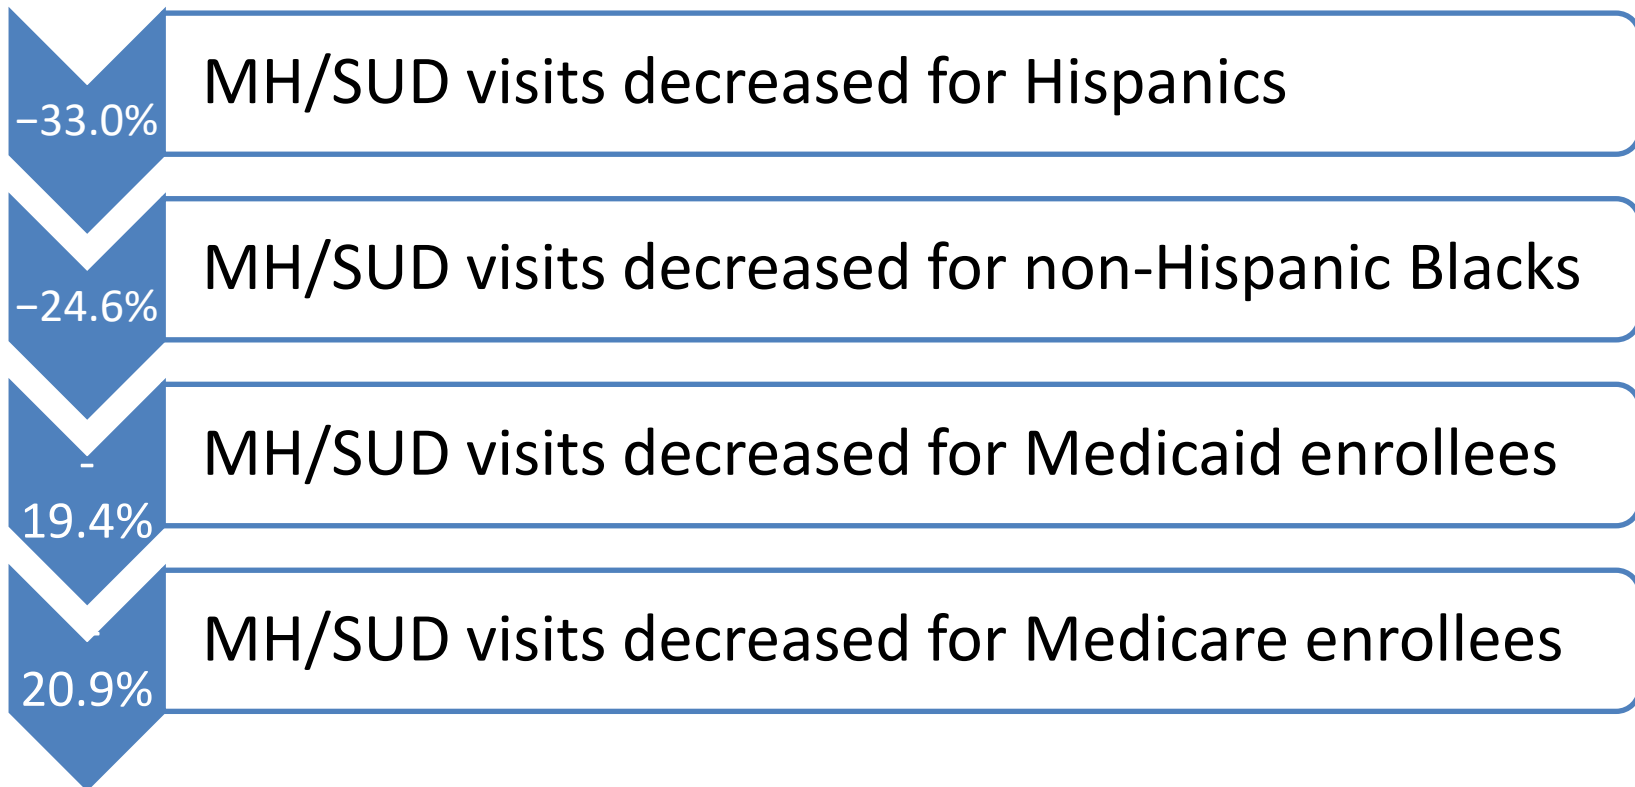 −33.0%
MH/SUD visits decreased for Hispanics
−24.6%
MH/SUD visits decreased for non-Hispanic Blacks
-
19.4%
MH/SUD visits decreased for Medicaid enrollees
-
20.9%
MH/SUD visits decreased for Medicare enrollees